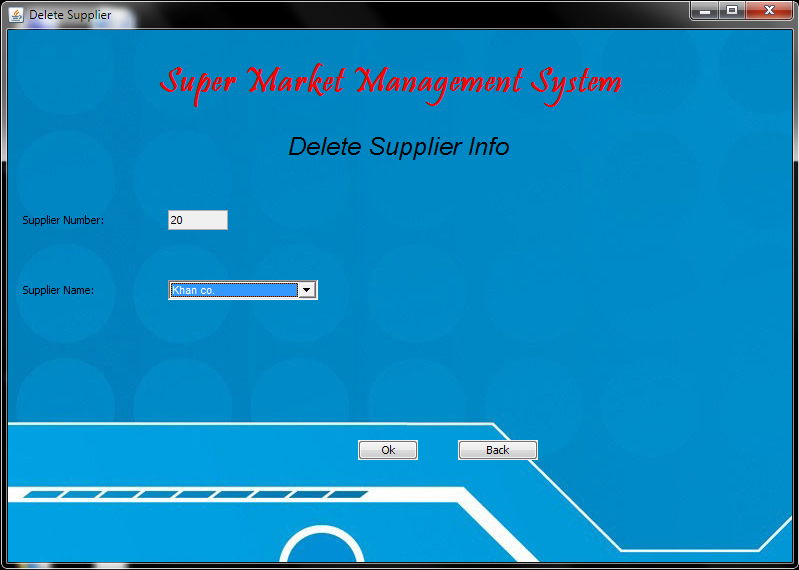 Delete Supplier
Super Market Management System
Delete Supplier Info
Supplier Number: 20
Supplier Name: Khan co.
Ok Back